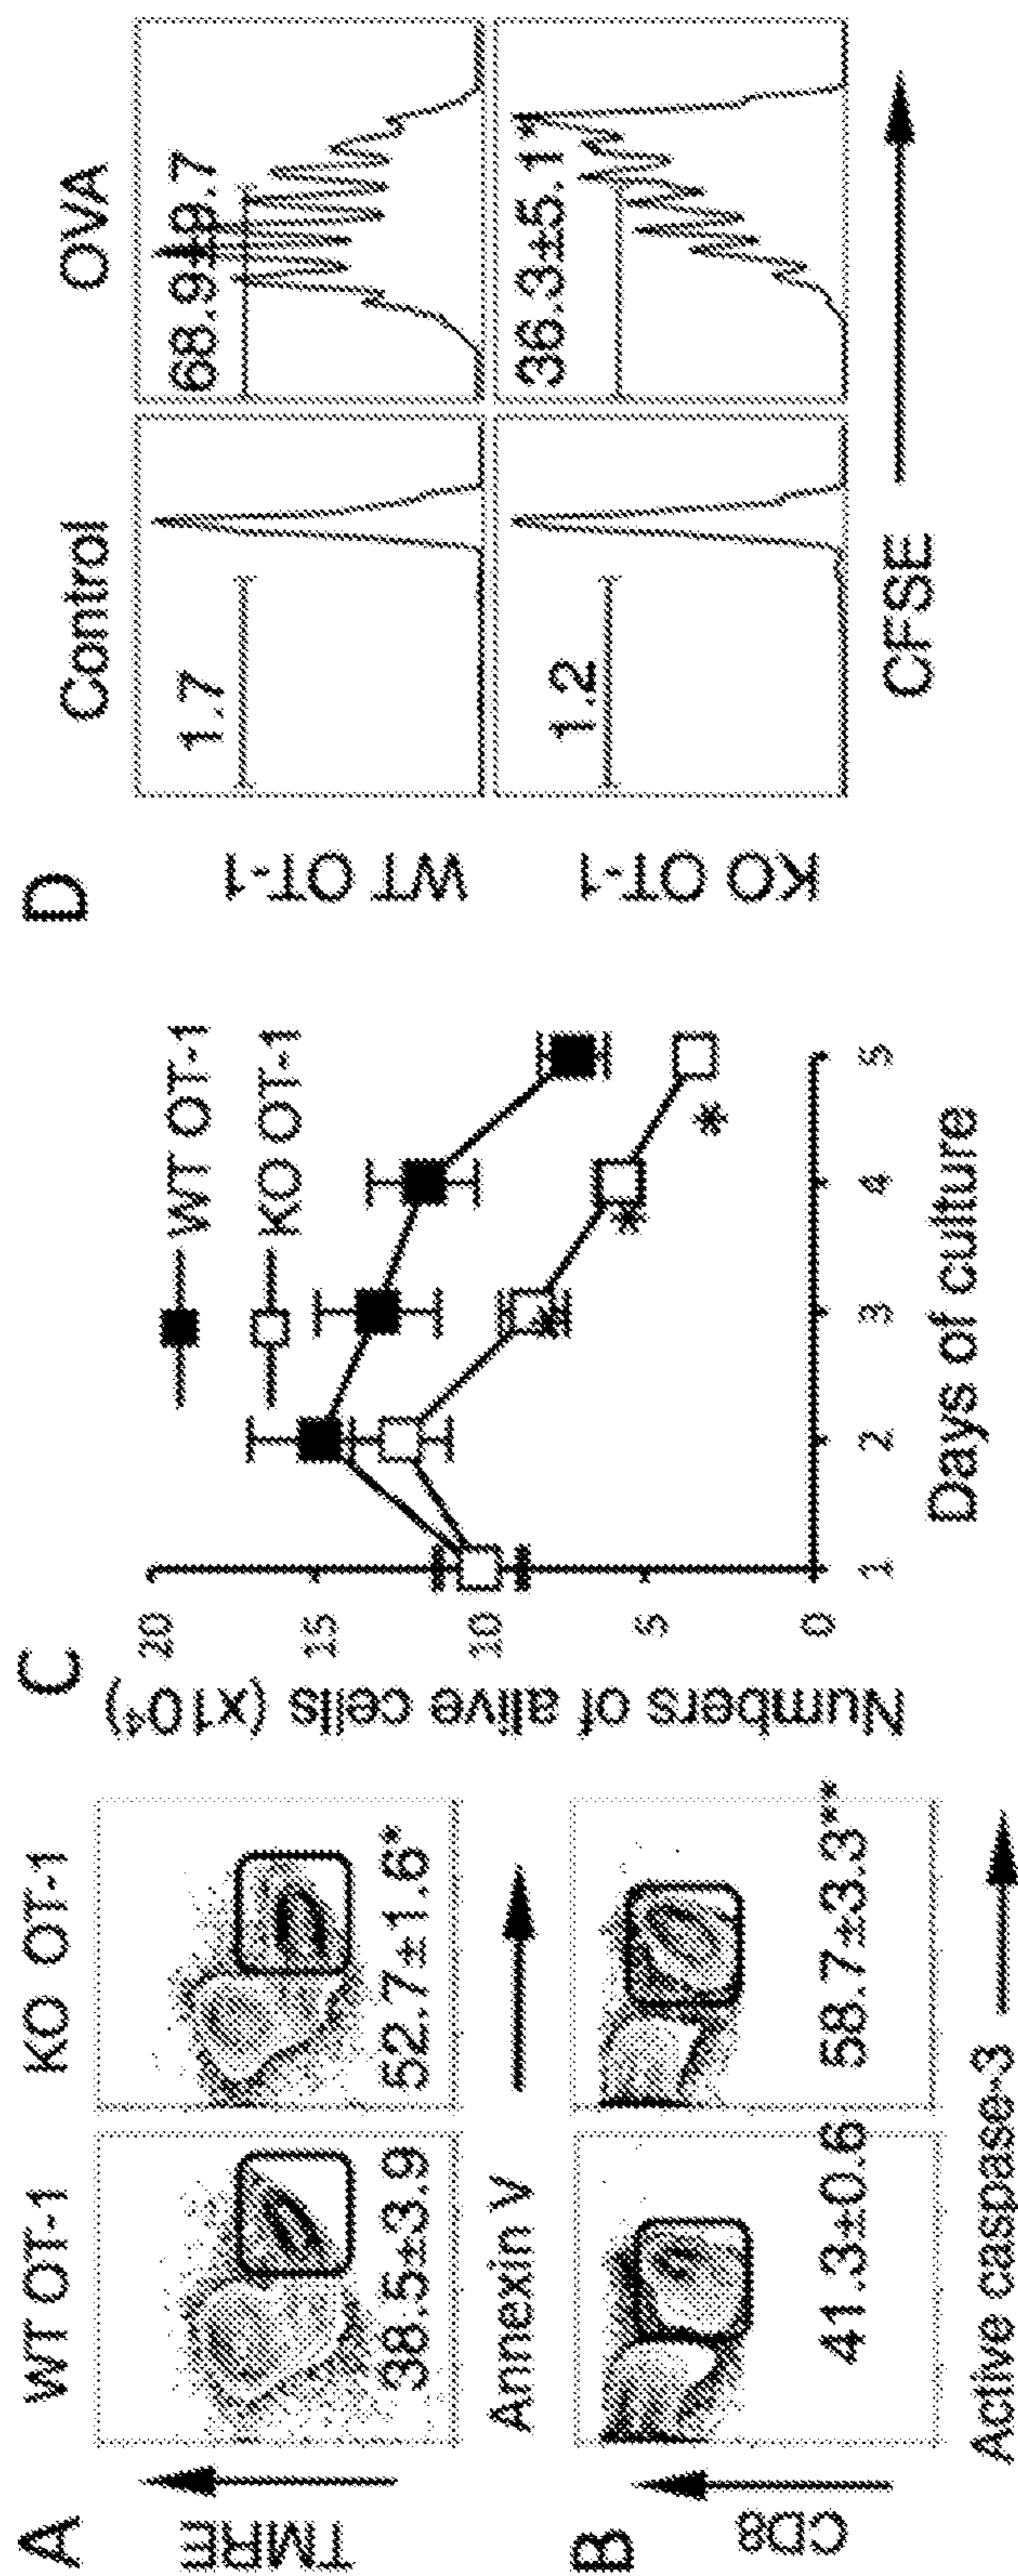 A
WT OT-1
KO OT-1
TMRE
38.5±3.9
52.7±1.6*
Annexin V
B
CD8
41.3±0.6
58.7±3.3**
Active caspase-3
C
Numbers of alive cells (x10⁴)
20
15
10
5
0
WT OT-1
KO OT-1
*
*
*
1
2
3
4
5
Days of culture
D
Control
OVA
WT OT-1
1.7
68.9±9.7
KO OT-1
1.2
36.3±5.1*
CFSE